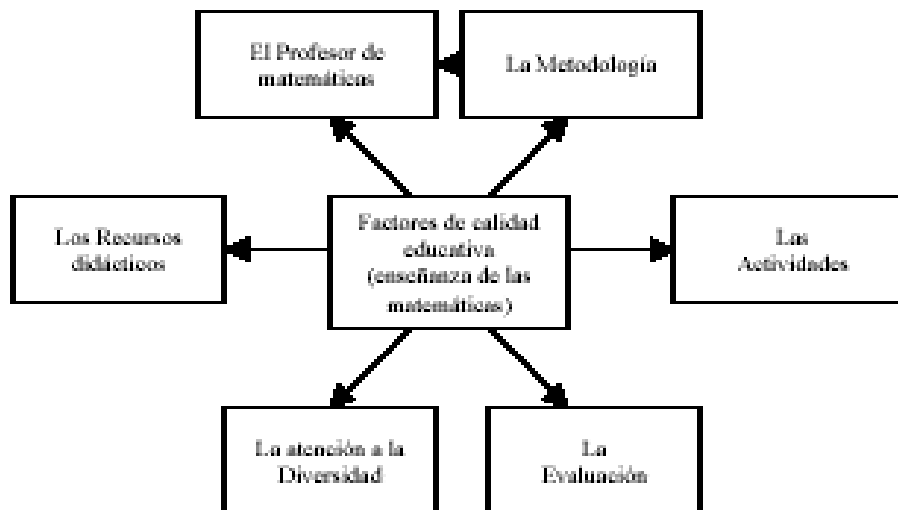 El Profesor de
matemáticas
La Metodología
Los Recursos
didácticos
Factores de calidad
educativa
(enseñanza de las
matemáticas)
Las
Actividades
La atención a la
Diversidad
La
Evaluación